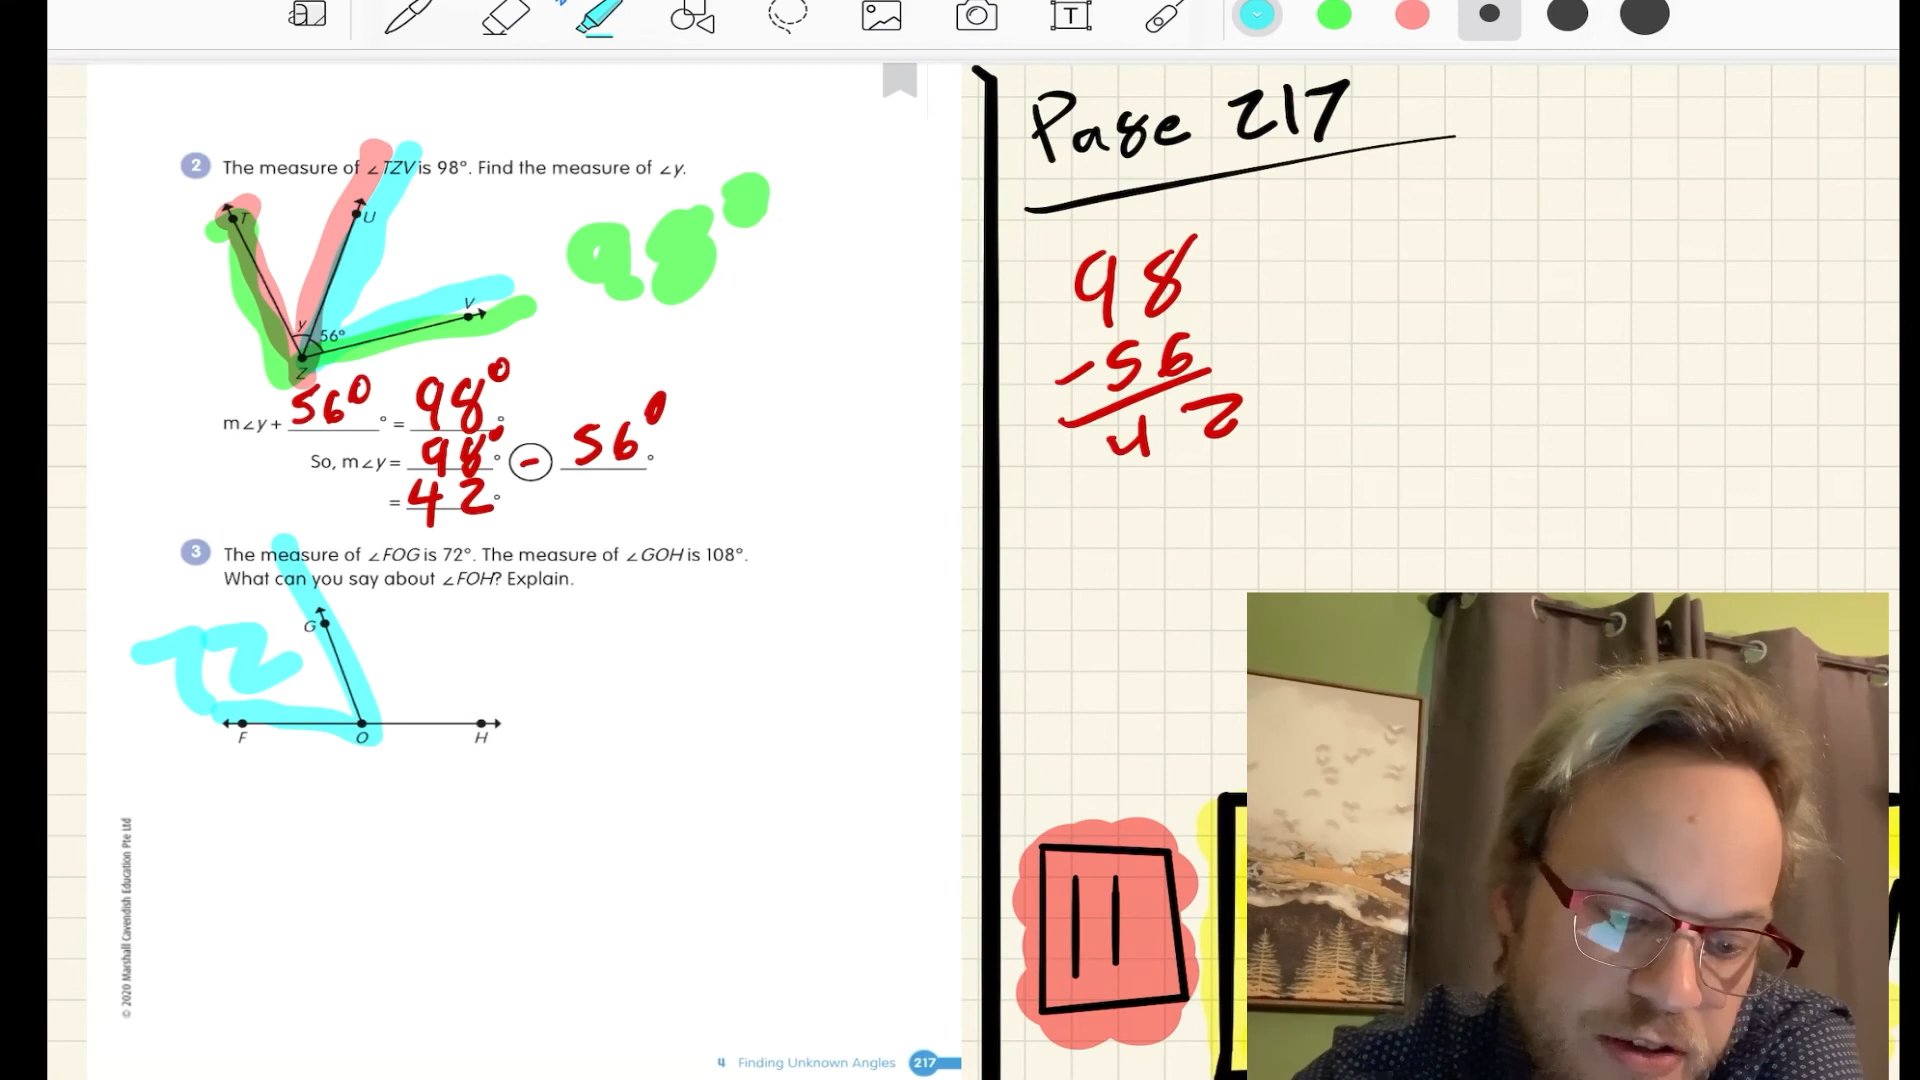 T
Page 217
2 The measure of ∠TZV is 98°. Find the measure of ∠y.
T
U
V
y
56°
Z
98°
m∠y + 56° ° = 98° °
So, m∠y = 98° ° - 56° °
= 42 °
98
-56
42
3 The measure of ∠FOG is 72°. The measure of ∠GOH is 108°.
What can you say about ∠FOH? Explain.
72
G
F
O
H
© 2020 Marshall Cavendish Education Pte Ltd
4 Finding Unknown Angles 217